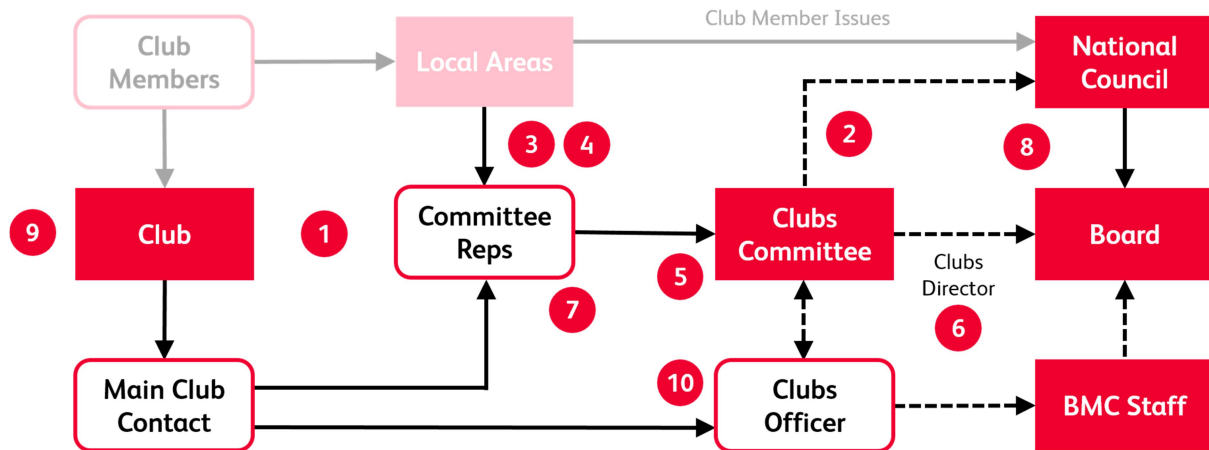 Club Member Issues
Club
Members
Local Areas
National
Council
3
4
2
8
9
Club
1
Committee
Reps
Clubs
Committee
Board
5
Clubs
Director
7
6
10
Main Club
Contact
Clubs
Officer
BMC Staff